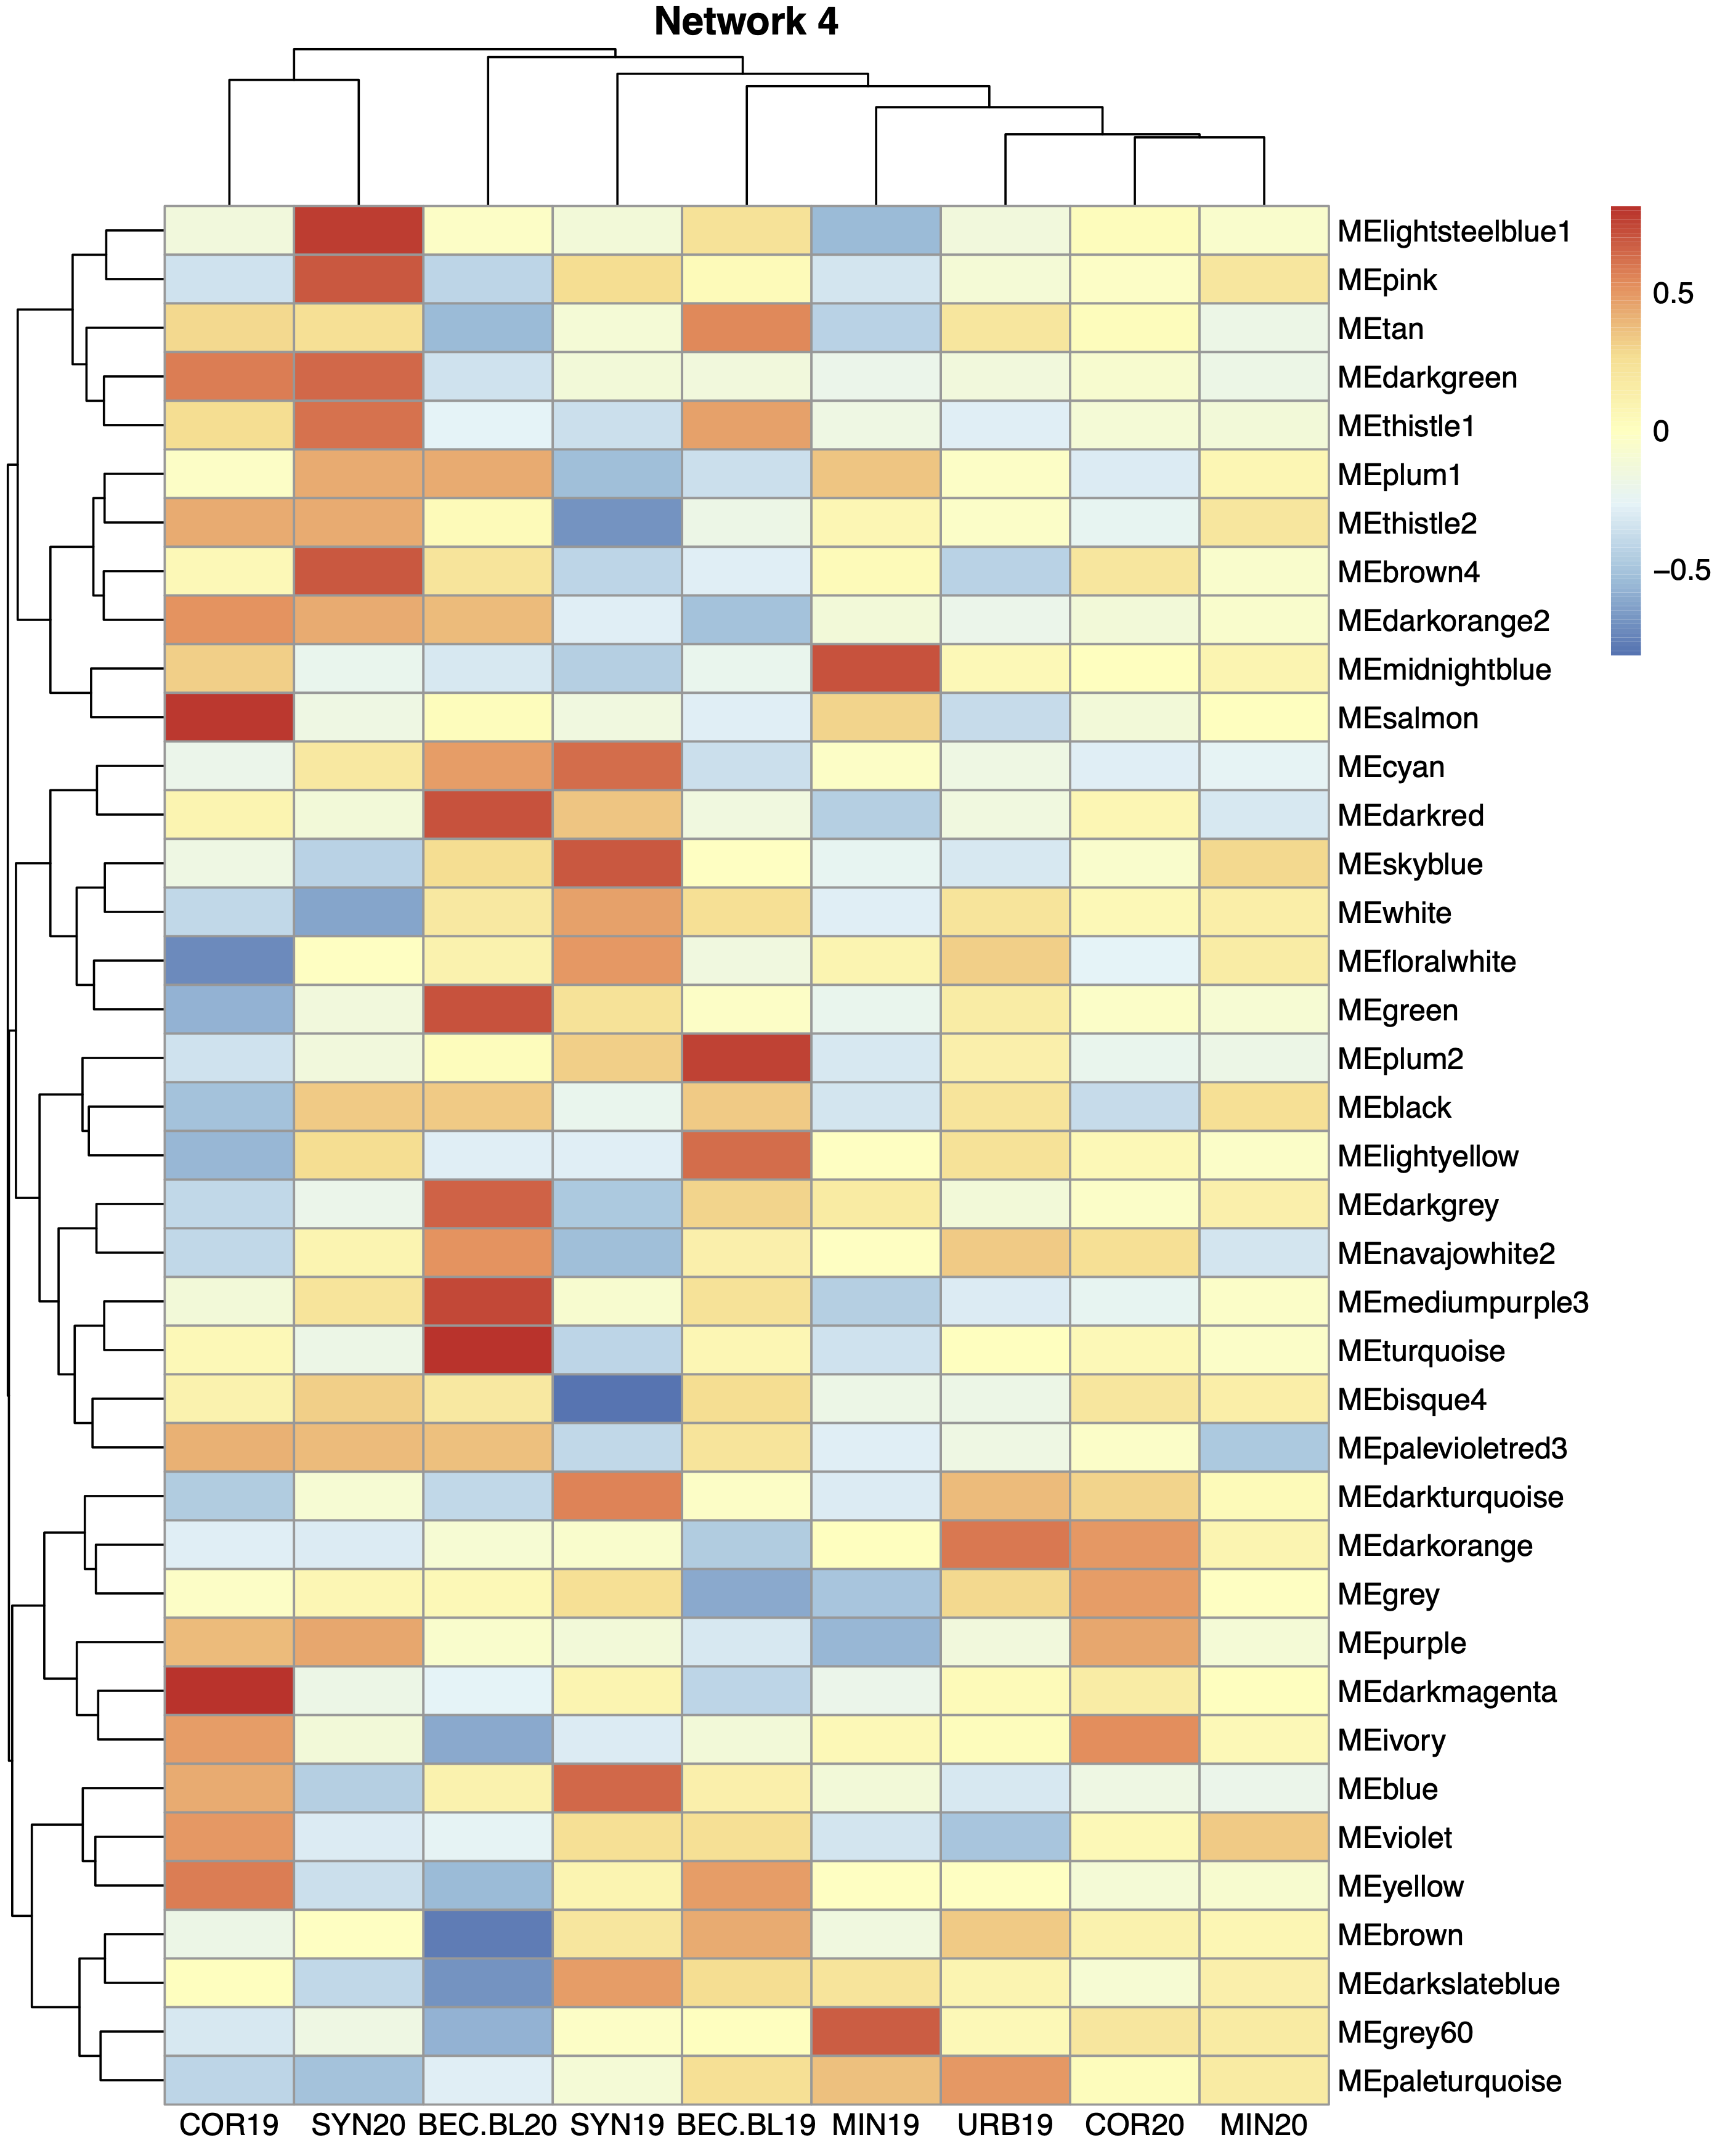 Network 4
MElightsteelblue1
MEpink
MEtan
MEdarkgreen
MEthistle1
MEplum1
MEthistle2
MEbrown4
MEdarkorange2
MEmidnightblue
MEsalmon
MEcyan
MEdarkred
MEskyblue
MEwhite
MEfloralwhite
MEgreen
MEplum2
MEblack
MElightyellow
MEdarkgrey
MEnavajowhite2
MEmediumpurple3
MEturquoise
MEbisque4
MEpalevioletred3
MEdarkturquoise
MEdarkorange
MEgrey
MEpurple
MEdarkmagenta
MEivory
MEblue
MEviolet
MEyellow
MEbrown
MEdarkslateblue
MEgrey60
MEpaleturquoise
COR19 SYN20 BEC.BL20 SYN19 BEC.BL19 MIN19 URB19 COR20 MIN20
0.5
0
−0.5